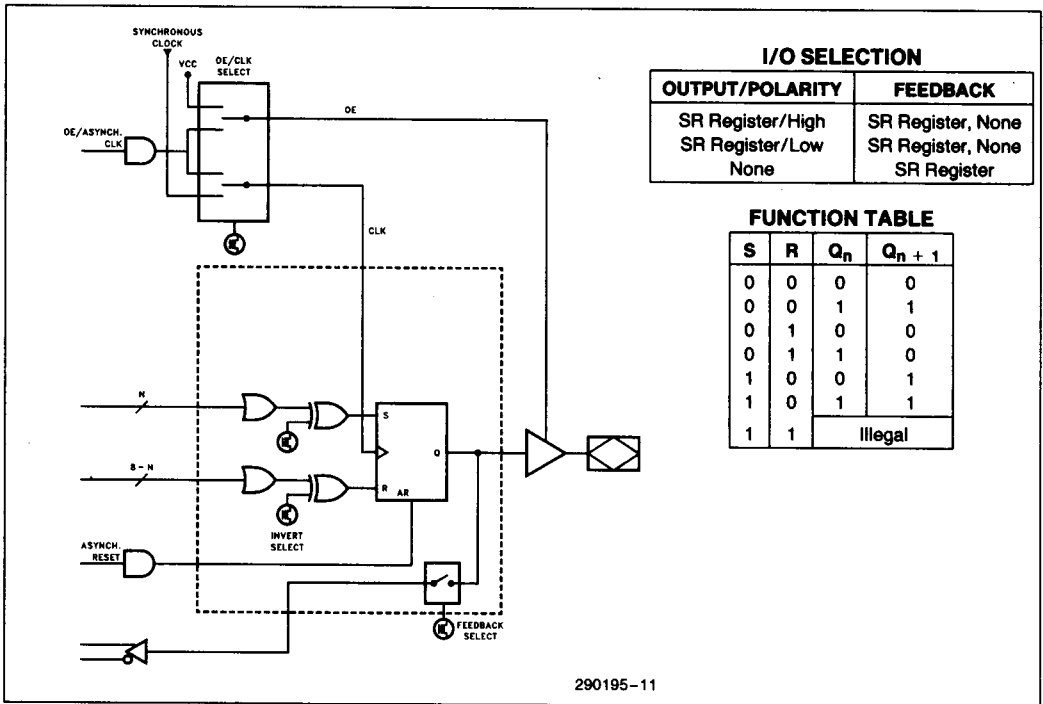 SYNCHRONOUS
CLOCK
VCC
OE/CLK
SELECT
OE
OE/ASYNCH.
CLK
CLK
N
8 – N
S
R
Q
AR
INVERT
SELECT
ASYNCH.
RESET
FEEDBACK
SELECT
I/O SELECTION
OUTPUT/POLARITY FEEDBACK
SR Register/High SR Register, None
SR Register/Low SR Register, None
None SR Register
FUNCTION TABLE
S R Qn Qn + 1
0 0 0 0
0 0 1 1
0 1 0 0
0 1 1 0
1 0 0 1
1 0 1 1
1 1 Illegal
290195–11